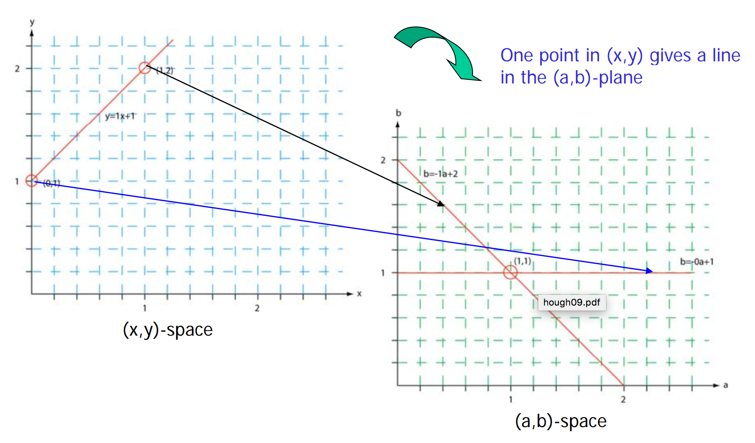 y
One point in (x,y) gives a line
in the (a,b)-plane
2
(1,2)
y=1x+1
1
(0,1)
x
1
2
(x,y)-space
b
2
b=-1a+2
(1,1)
b=-0a+1
1
hough09.pdf
a
1
2
(a,b)-space